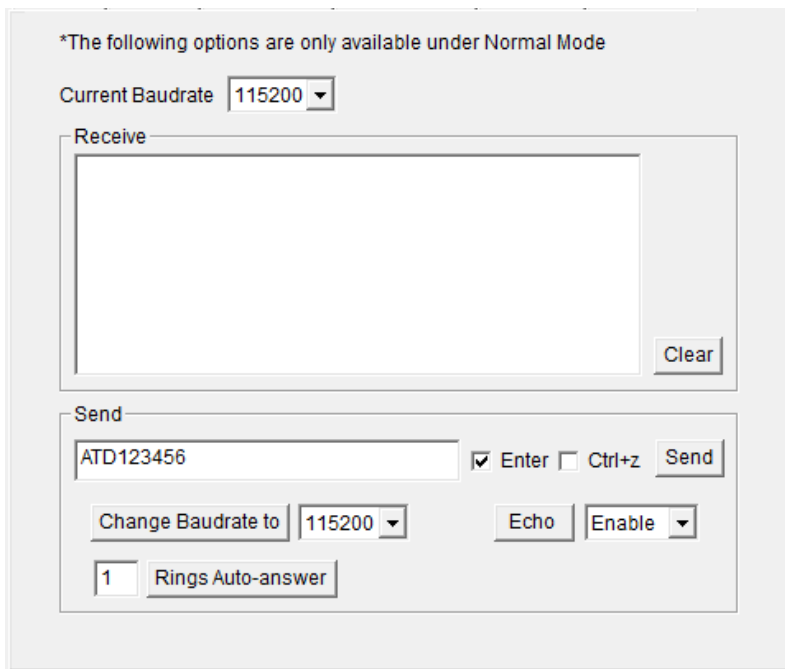 *The following options are only available under Normal Mode
Current Baudrate 115200
Receive
Clear
Send
ATD123456 Enter Ctrl+z Send
Change Baudrate to 115200 Echo Enable
1 Rings Auto-answer